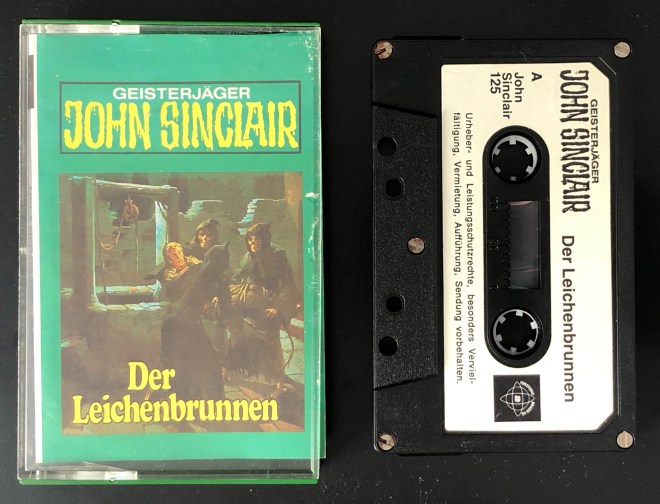 GEISTERJÄGER
JOHN SINCLAIR
Der
Leichenbrunnen
A
John
Sinclair
125
GEISTERJÄGER
JOHN SINCLAIR
Der Leichenbrunnen
Urheber- und Leistungsschutzrechte, besonders Verviel-
fältigung, Vermietung, Aufführung, Sendung vorbehalten.